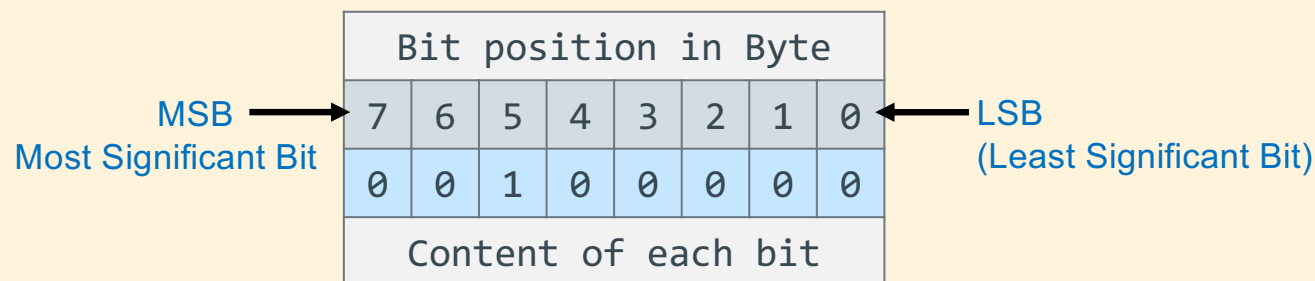 Bit position in Byte
MSB
Most Significant Bit
7 6 5 4 3 2 1 0
LSB
(Least Significant Bit)
0 0 1 0 0 0 0 0
Content of each bit